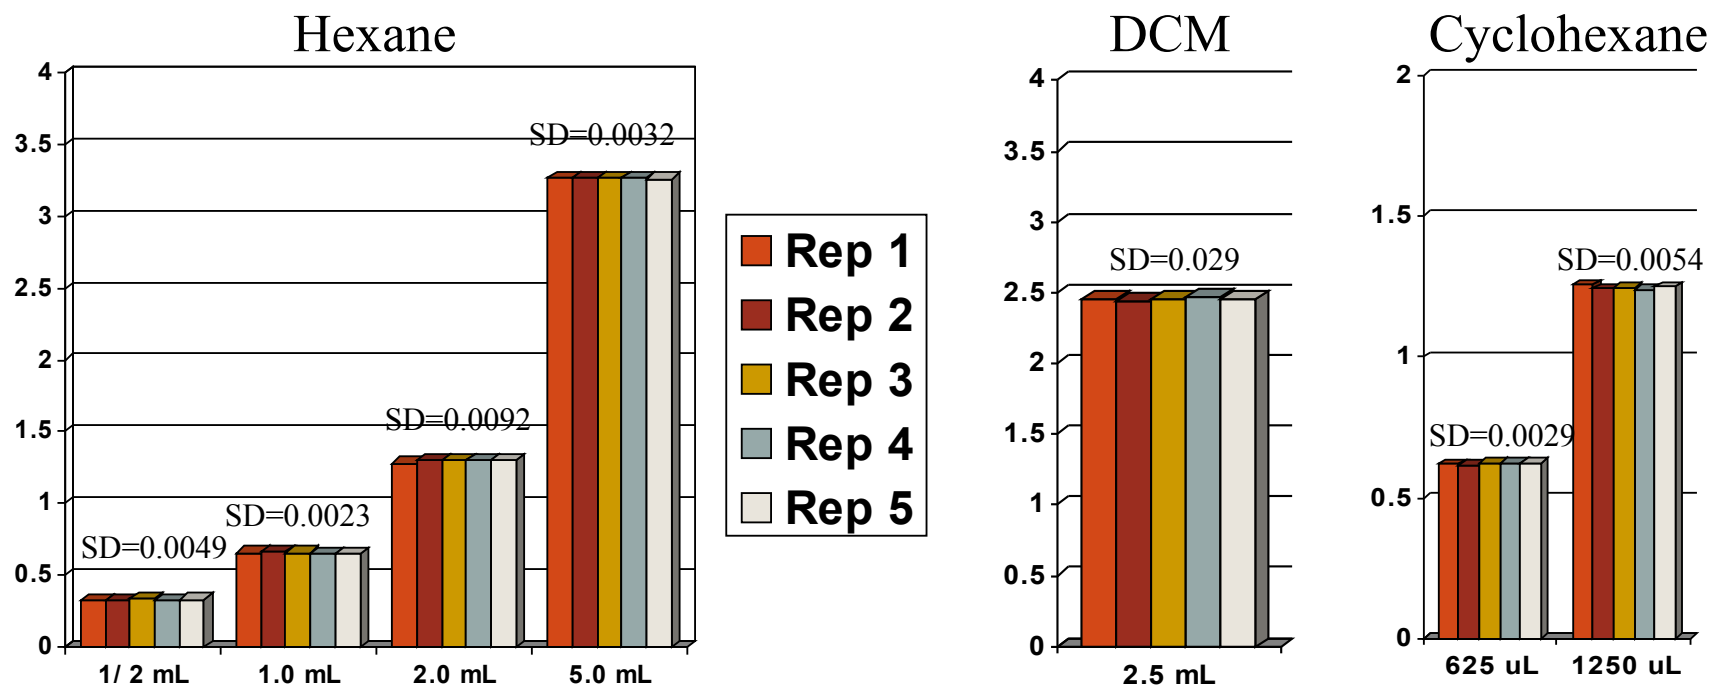 Hexane
4
3.5
3
2.5
2
1.5
1
0.5
0
SD=0.0049
SD=0.0023
SD=0.0092
SD=0.0032
1/ 2 mL
1.0 mL
2.0 mL
5.0 mL
Rep 1
Rep 2
Rep 3
Rep 4
Rep 5
DCM
4
3.5
3
2.5
2
1.5
1
0.5
0
SD=0.029
2.5 mL
Cyclohexane
2
1.5
1
0.5
0
SD=0.0029
SD=0.0054
625 uL
1250 uL